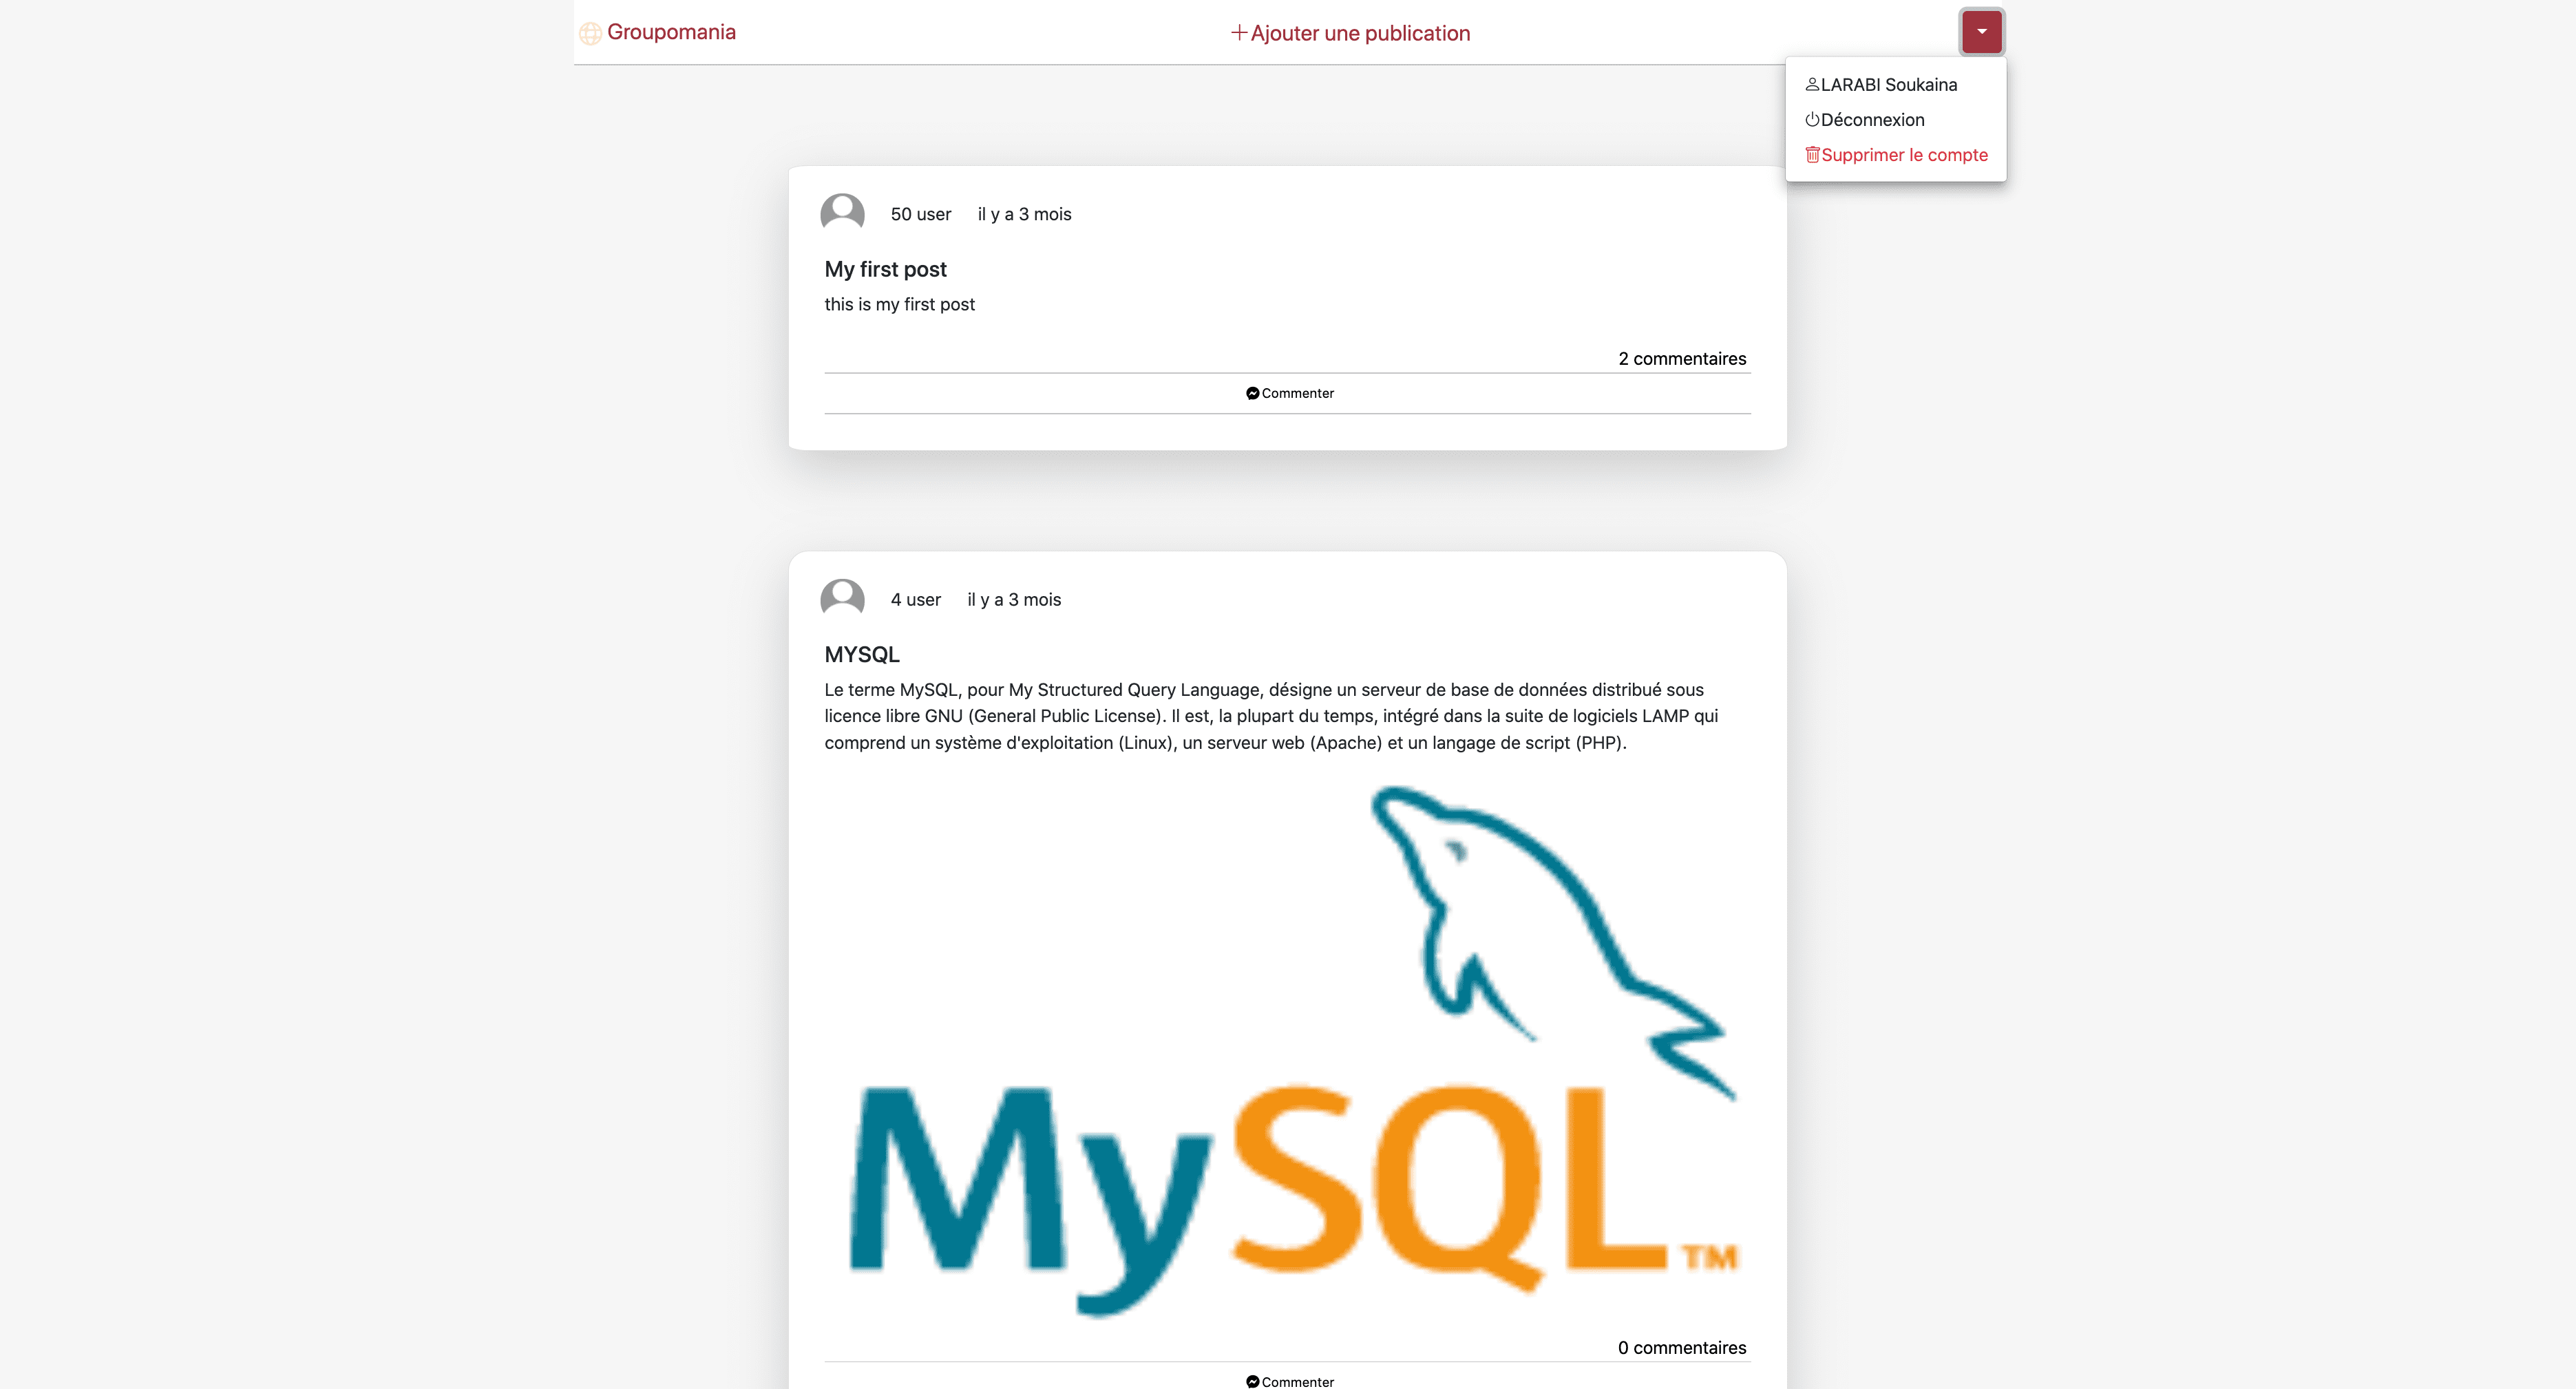 Groupomania
Ajouter une publication
LARABI Soukaina
Déconnexion
Supprimer le compte
50 user il y a 3 mois
My first post
this is my first post
2 commentaires
Commenter
4 user il y a 3 mois
MYSQL
Le terme MySQL, pour My Structured Query Language, désigne un serveur de base de données distribué sous
licence libre GNU (General Public License). Il est, la plupart du temps, intégré dans la suite de logiciels LAMP qui
comprend un système d'exploitation (Linux), un serveur web (Apache) et un langage de script (PHP).
MySQL™
0 commentaires
Commenter